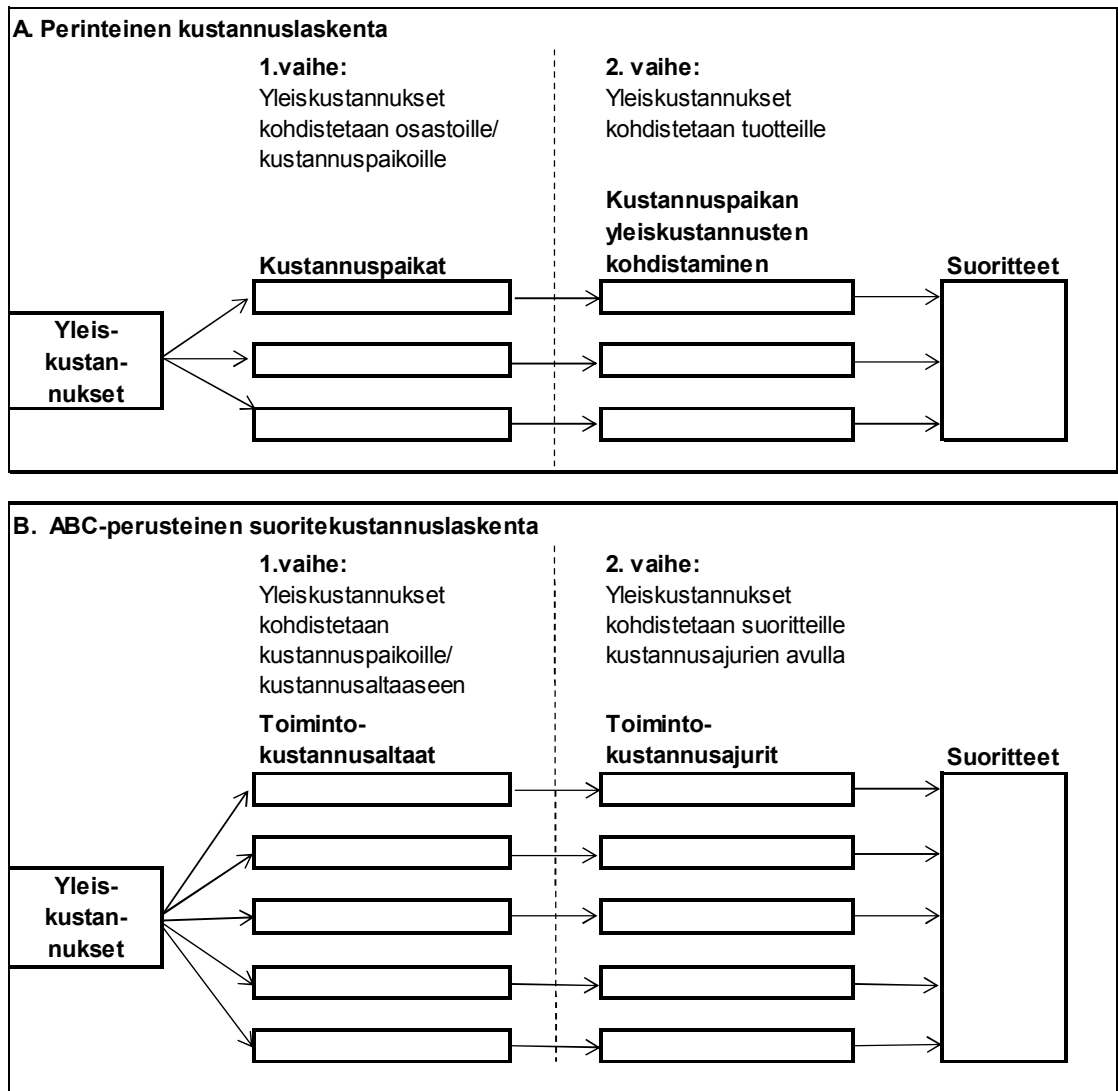 A. Perinteinen kustannuslaskenta
1.vaihe:
Yleiskustannukset
kohdistetaan osastoille/
kustannuspaikoille
2. vaihe:
Yleiskustannukset
kohdistetaan tuotteille
Kustannuspaikat
Kustannuspaikan
yleiskustannusten
kohdistaminen
Suoritteet
Yleis-
kustan-
nukset
B. ABC-perusteinen suoritekustannuslaskenta
1.vaihe:
Yleiskustannukset
kohdistetaan
kustannuspaikoille/
kustannusaltaaseen
2. vaihe:
Yleiskustannukset
kohdistetaan suoritteille
kustannusajurien avulla
Toiminto-
kustannusaltaat
Toiminto-
kustannusajurit
Suoritteet
Yleis-
kustan-
nukset